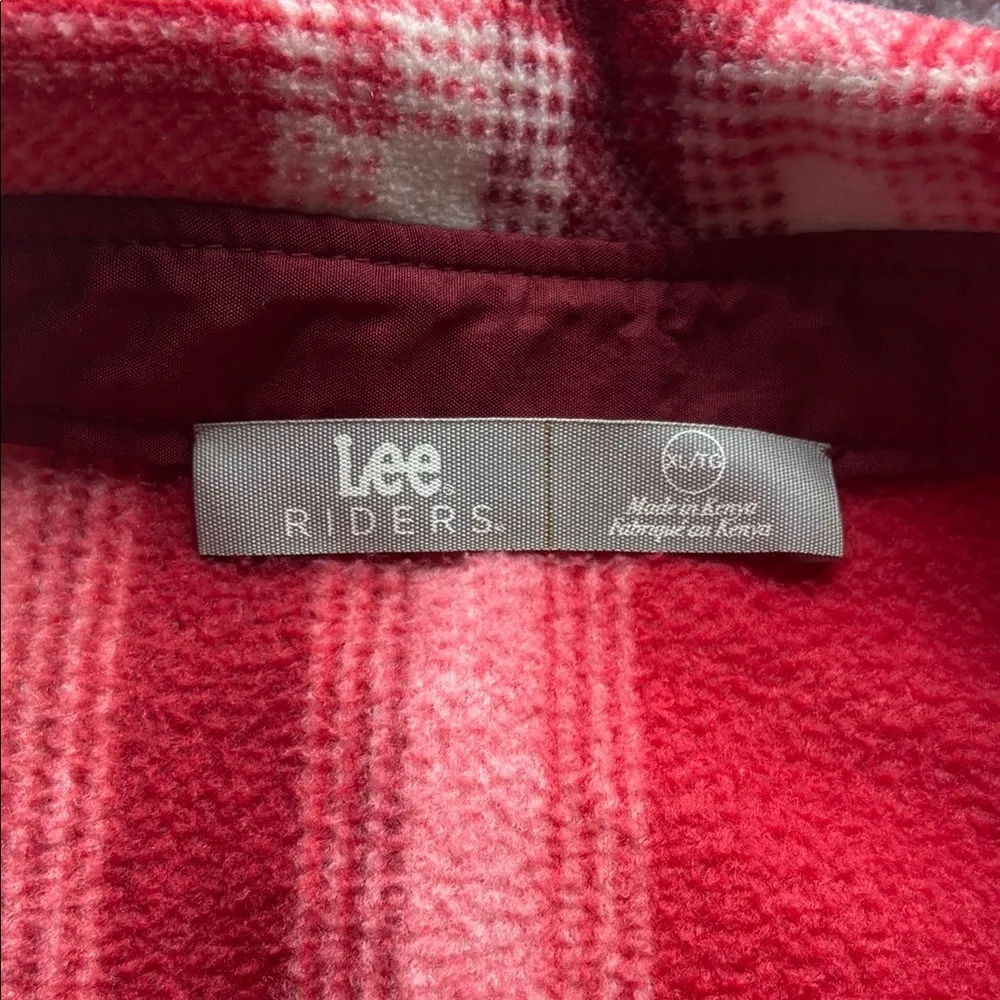 Lee
RIDERS
XL/TG
Made in Kenya
Fabriqué au Kenya